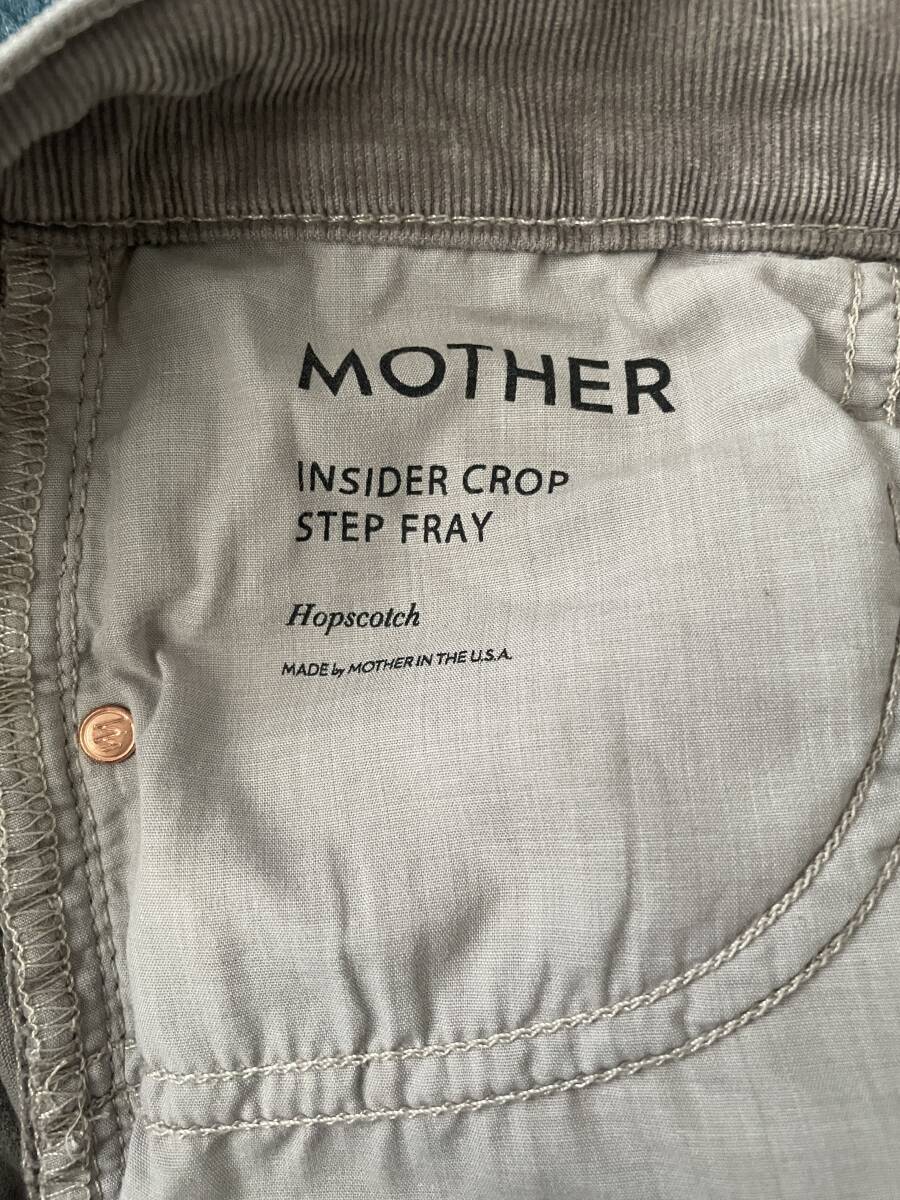 MOTHER
INSIDER CROP
STEP FRAY
Hopscotch
MADE by MOTHER IN THE U.S.A.